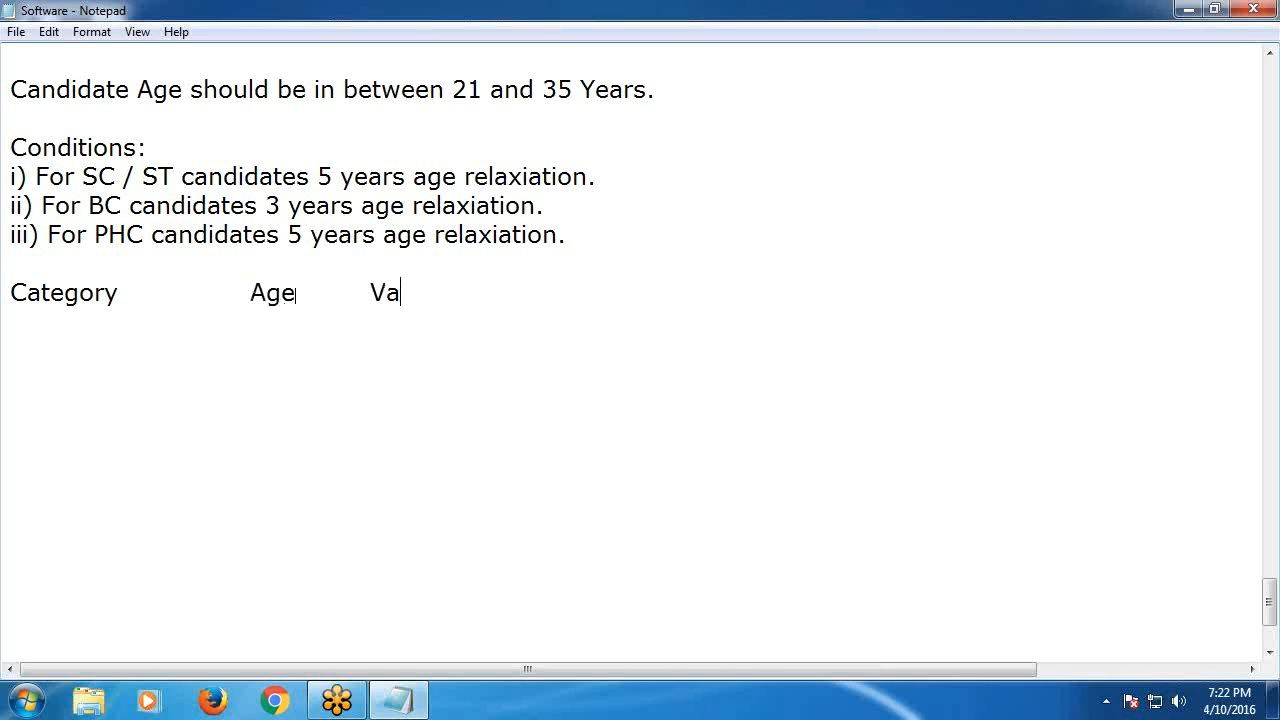 Software - Notepad
File Edit Format View Help
Candidate Age should be in between 21 and 35 Years.
Conditions:
i) For SC / ST candidates 5 years age relaxiation.
ii) For BC candidates 3 years age relaxiation.
iii) For PHC candidates 5 years age relaxiation.
Category Age Va
7:22 PM
4/10/2016